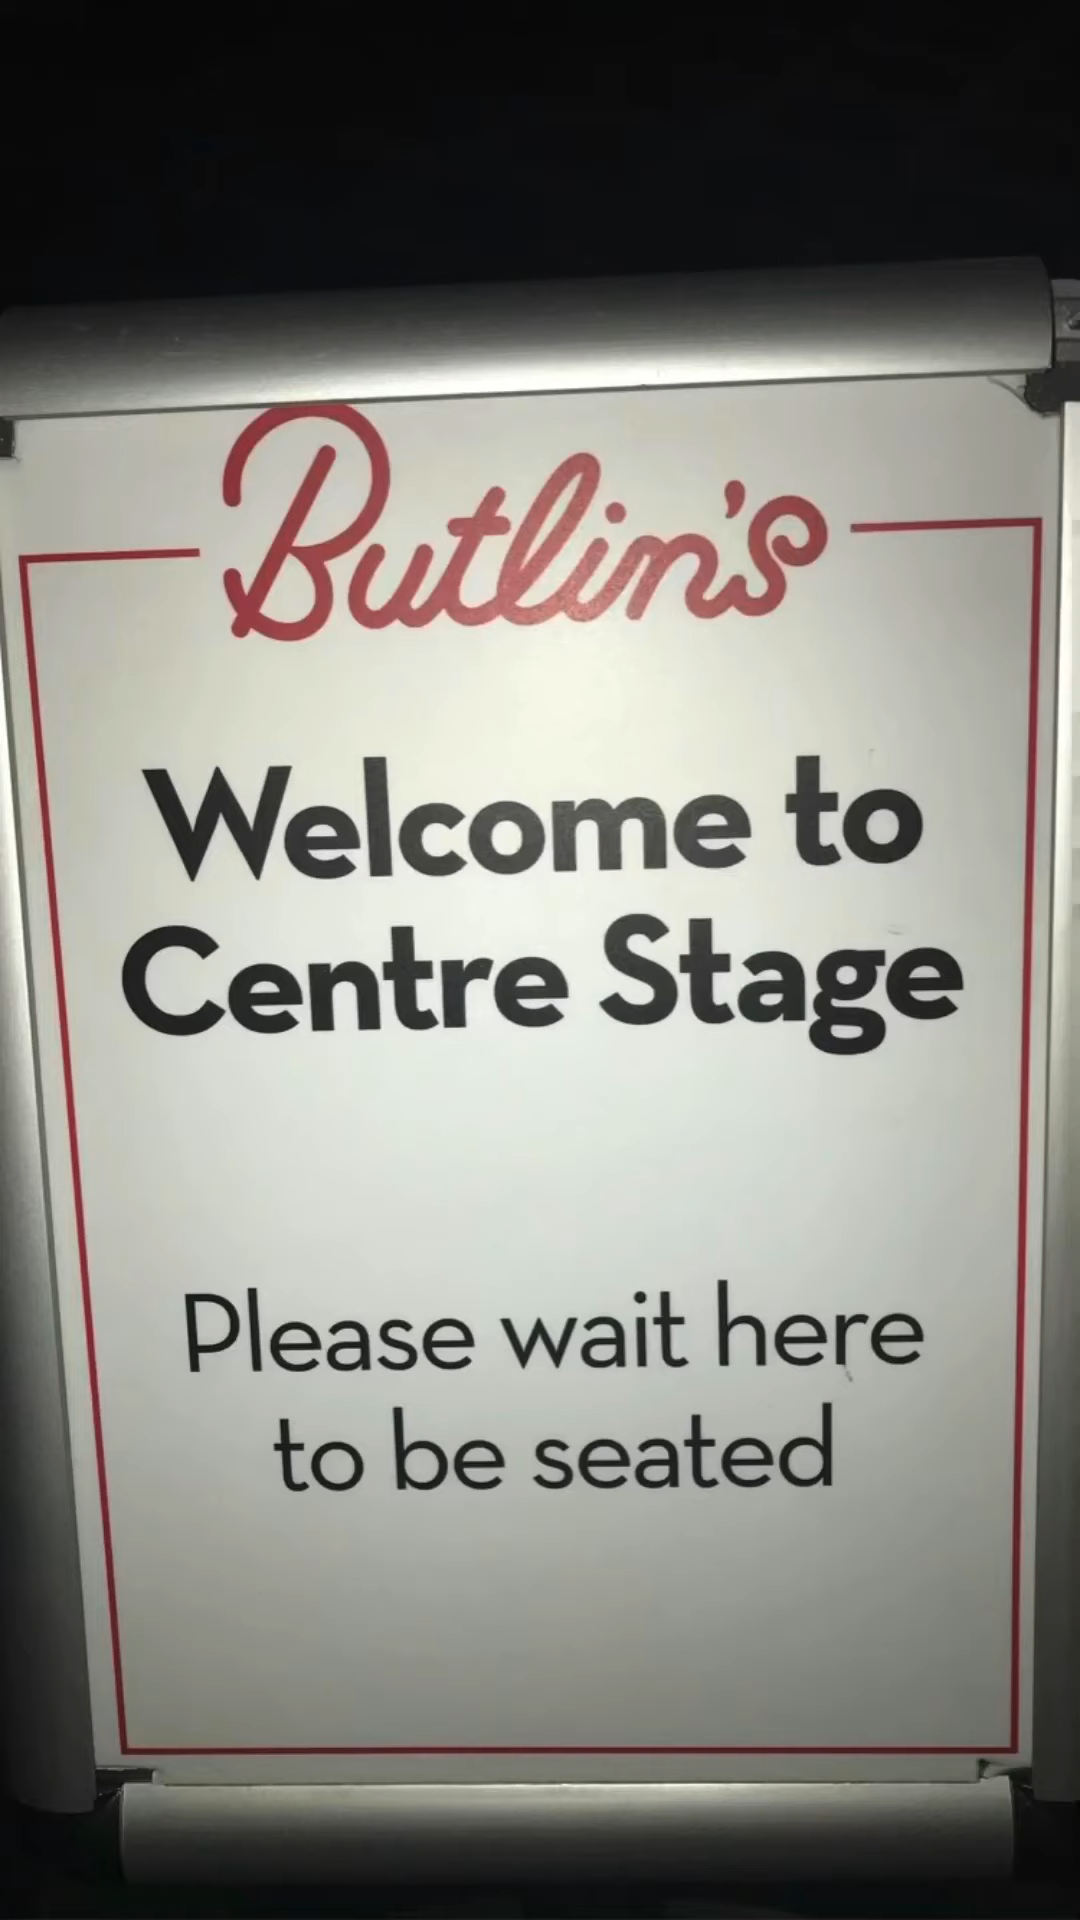 Butlin's
Welcome to
Centre Stage
Please wait here
to be seated